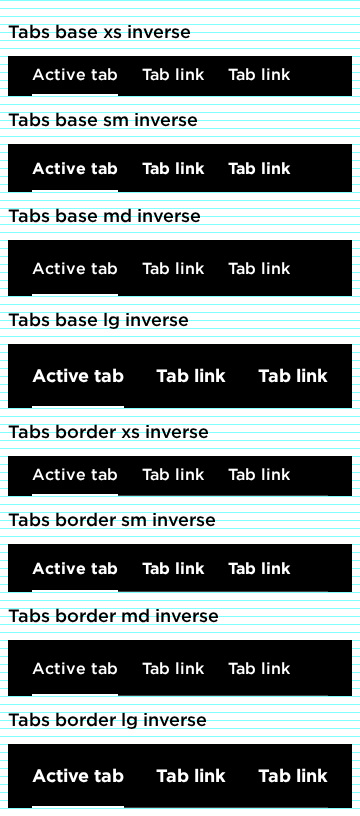 Tabs base xs inverse
Active tab Tab link Tab link
Tabs base sm inverse
Active tab Tab link Tab link
Tabs base md inverse
Active tab Tab link Tab link
Tabs base lg inverse
Active tab Tab link Tab link
Tabs border xs inverse
Active tab Tab link Tab link
Tabs border sm inverse
Active tab Tab link Tab link
Tabs border md inverse
Active tab Tab link Tab link
Tabs border lg inverse
Active tab Tab link Tab link